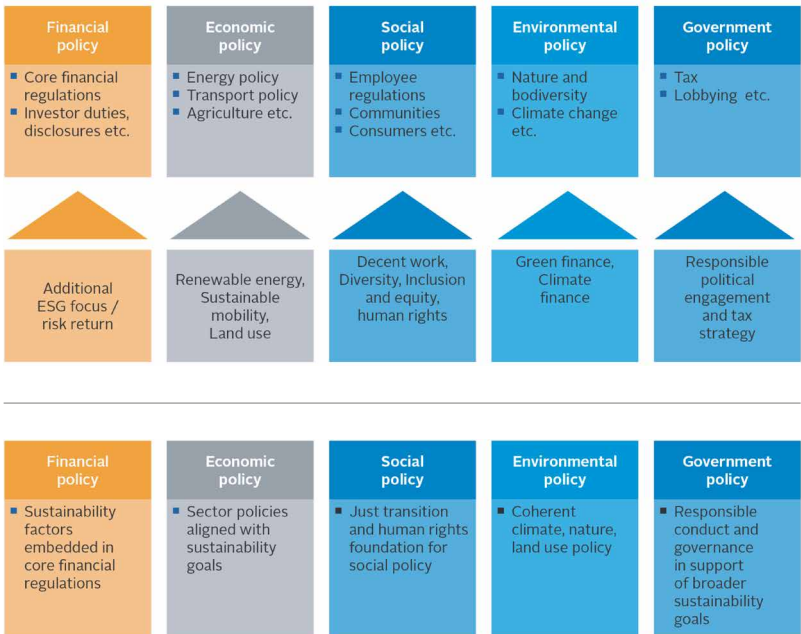 Financial
policy
Core financial
regulations
Investor duties,
disclosures etc.
Economic
policy
Energy policy
Transport policy
Agriculture etc.
Social
policy
Employee
regulations
Communities
Consumers etc.
Environmental
policy
Nature and
bodiversity
Climate change
etc.
Government
policy
Tax
Lobbying etc.
Additional
ESG focus /
risk return
Renewable energy,
Sustainable
mobility,
Land use
Decent work,
Diversity, Inclusion
and equity,
human rights
Green finance,
Climate
finance
Responsible
political
engagement
and tax
strategy
Financial
policy
Sustainability
factors
embedded in
core financial
regulations
Economic
policy
Sector policies
aligned with
sustainability
goals
Social
policy
Just transition
and human rights
foundation for
social policy
Environmental
policy
Coherent
climate, nature,
land use policy
Government
policy
Responsible
conduct and
governance
in support
of broader
sustainability
goals